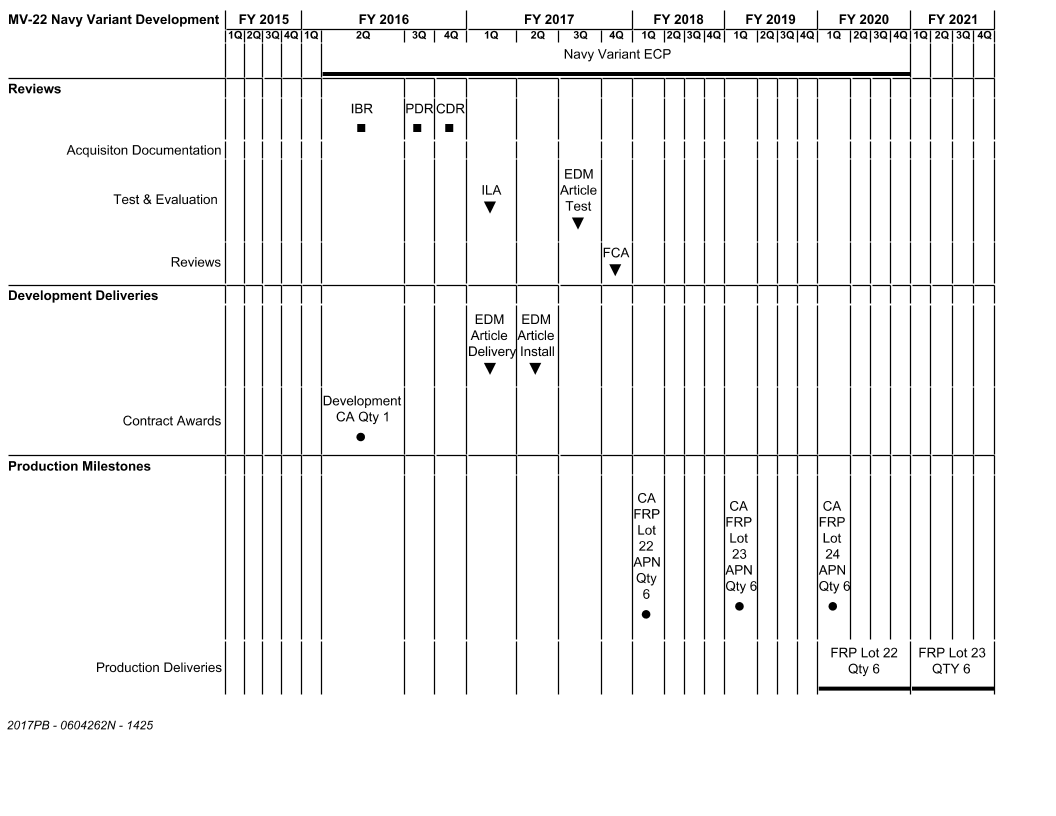 MV-22 Navy Variant Development FY 2015 FY 2016 FY 2017 FY 2018 FY 2019 FY 2020 FY 2021
1Q 2Q 3Q 4Q 1Q 2Q 3Q 4Q 1Q 2Q 3Q 4Q 1Q 2Q 3Q 4Q 1Q 2Q 3Q 4Q 1Q 2Q 3Q 4Q 1Q 2Q 3Q 4Q
Navy Variant ECP
Reviews
IBR PDR CDR
Acquisiton Documentation
Test & Evaluation
ILA
EDM
Article
Test
Reviews
FCA
Development Deliveries
EDM
Article
Delivery
EDM
Article
Install
Contract Awards
Development
CA Qty 1
Production Milestones
CA
FRP
Lot
22
APN
Qty
6
CA
FRP
Lot
23
APN
Qty 6
CA
FRP
Lot
24
APN
Qty 6
Production Deliveries
FRP Lot 22
Qty 6
FRP Lot 23
QTY 6
2017PB - 0604262N - 1425